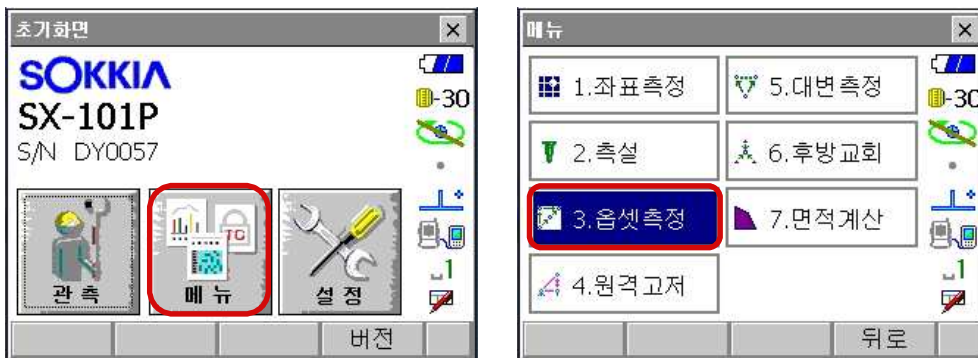 초기화면
SOKKIA
SX-101P
S/N DY0057
-30
TG
관 측
메 뉴
설 정
1
버전
메뉴
1.좌표측정
5.대변측정
2.측설
6.후방교회
3.옵셋측정
7.면적계산
4.원격고저
-30
1
뒤로